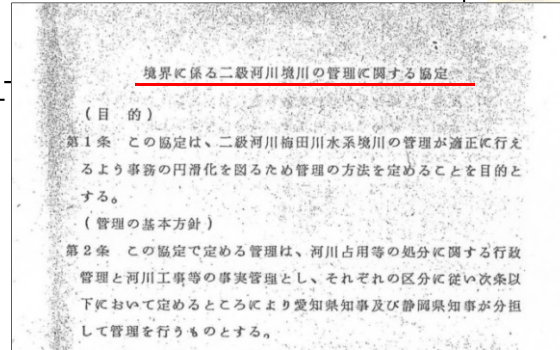 境界に係る二級河川境川の管理に関する協定
(目 的)
第1条 この協定は、二級河川梅田川水系境川の管理が適正に行え
るよう事務の円滑化を図るため管理の方法を定めることを目的と
する。
(管理の基本方針)
第2条 この協定で定める管理は、河川占用等の処分に関する行政
管理と河川工事等の事実管理とし、それぞれの区分に従い次条以
下において定めるところにより愛知県知事及び静岡県知事が分担
して管理を行うものとする。